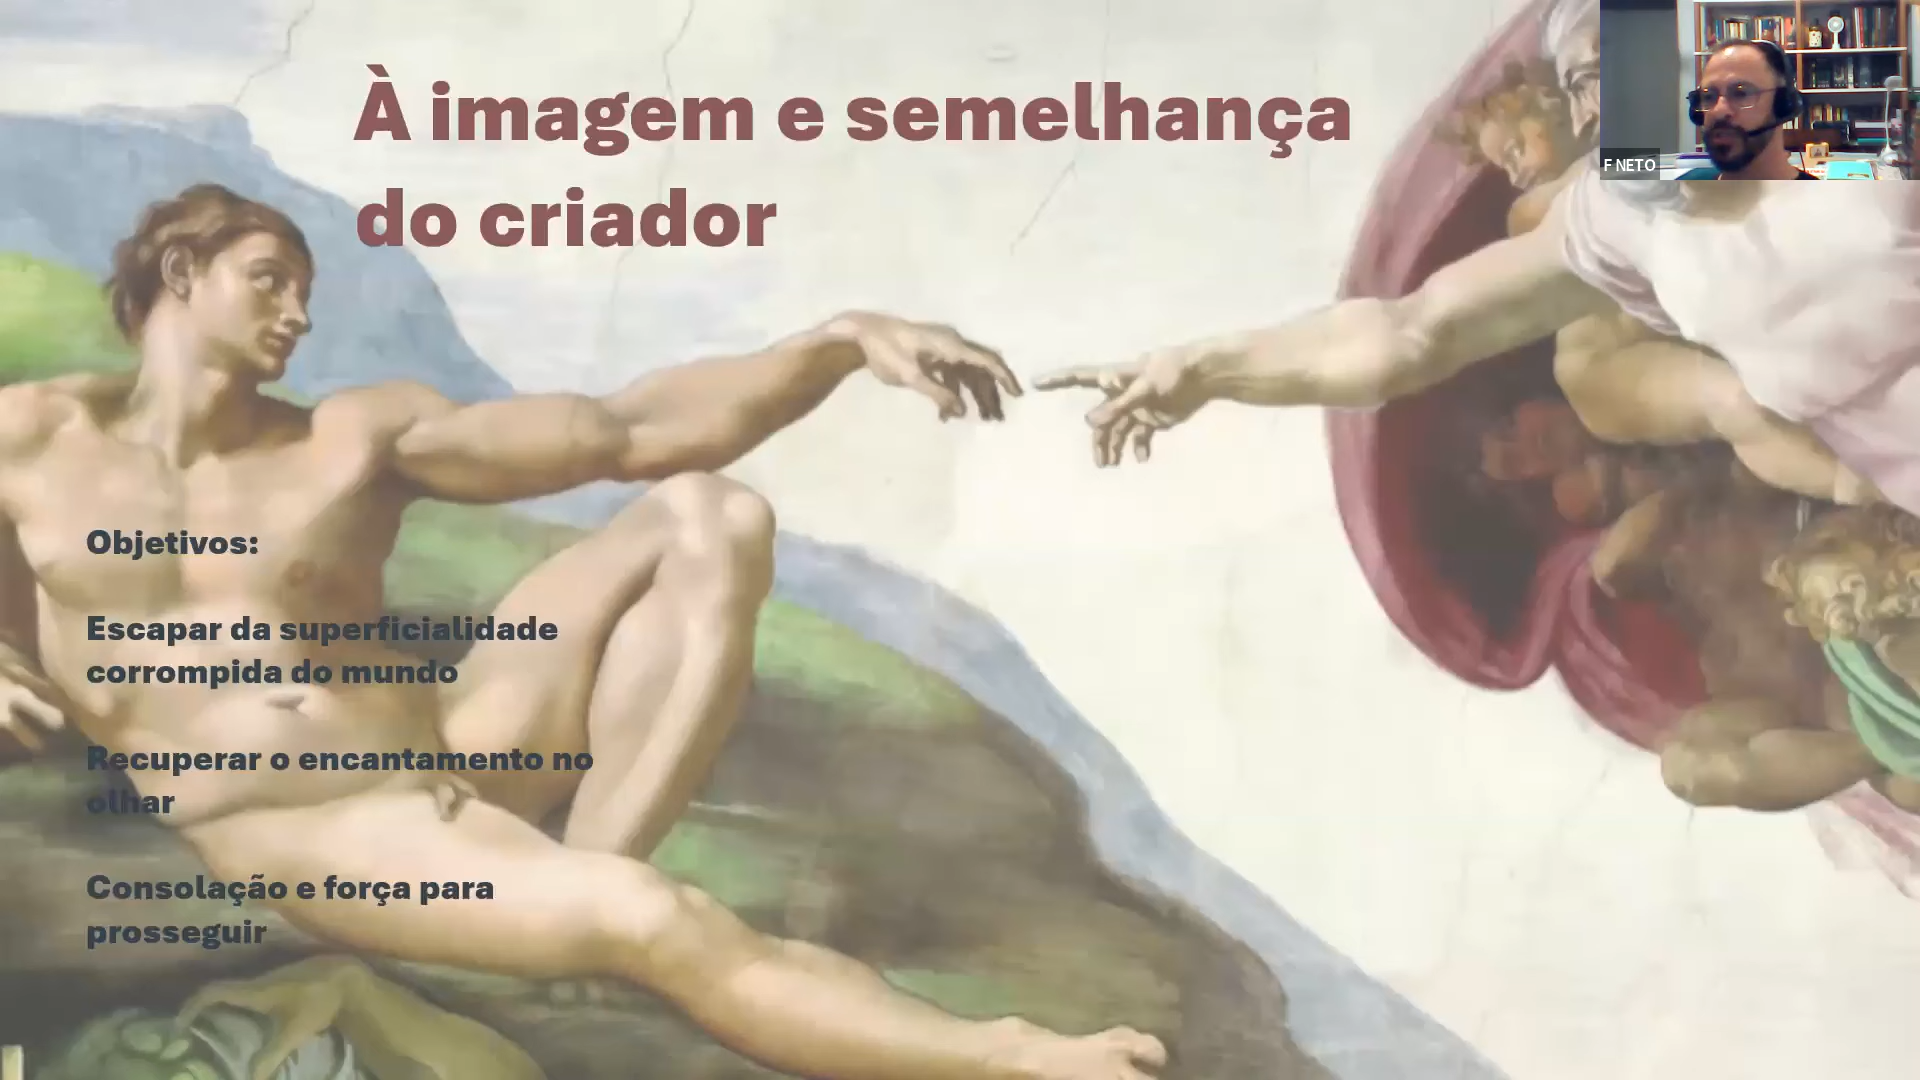 À imagem e semelhança
do criador
F NETO
Objetivos:
Escapar da superficialidade
corrompida do mundo
Recuperar o encantamento no
olhar
Consolação e força para
prosseguir